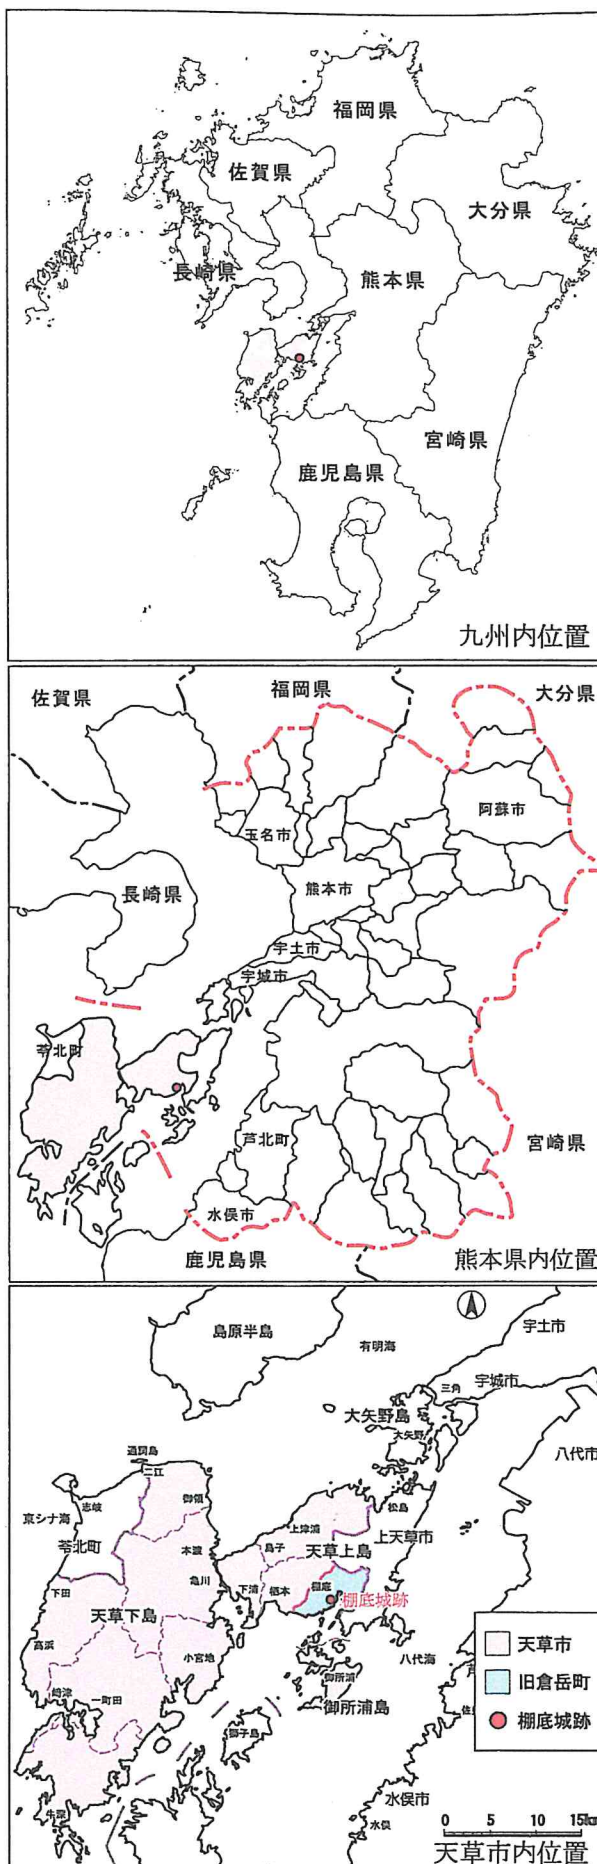 福岡県
佐賀県
大分県
長崎県
熊本県
宮崎県
鹿児島県
九州内位置
佐賀県
福岡県
大分県
阿蘇市
玉名市
長崎県
熊本市
宇土市
宇城市
苓北町
芦北町
宮崎県
水俣市
鹿児島県
熊本県内位置
島原半島
有明海
宇土市
三角
宇城市
大矢野島
大矢野
八代市
通詞島
二江
志岐
御領
松島
東シナ海
上津浦
上天草市
苓北町
本渡
島子
天草上島
下田
亀川
下浦
栖本
棚底
棚底城跡
天草下島
高浜
小宮地
八代海
御所浦
御所浦島
崎津
一町田
獅子島
牛深
天草市
旧倉岳町
棚底城跡
水俣市
水俣
0 5 10 15km
天草市内位置